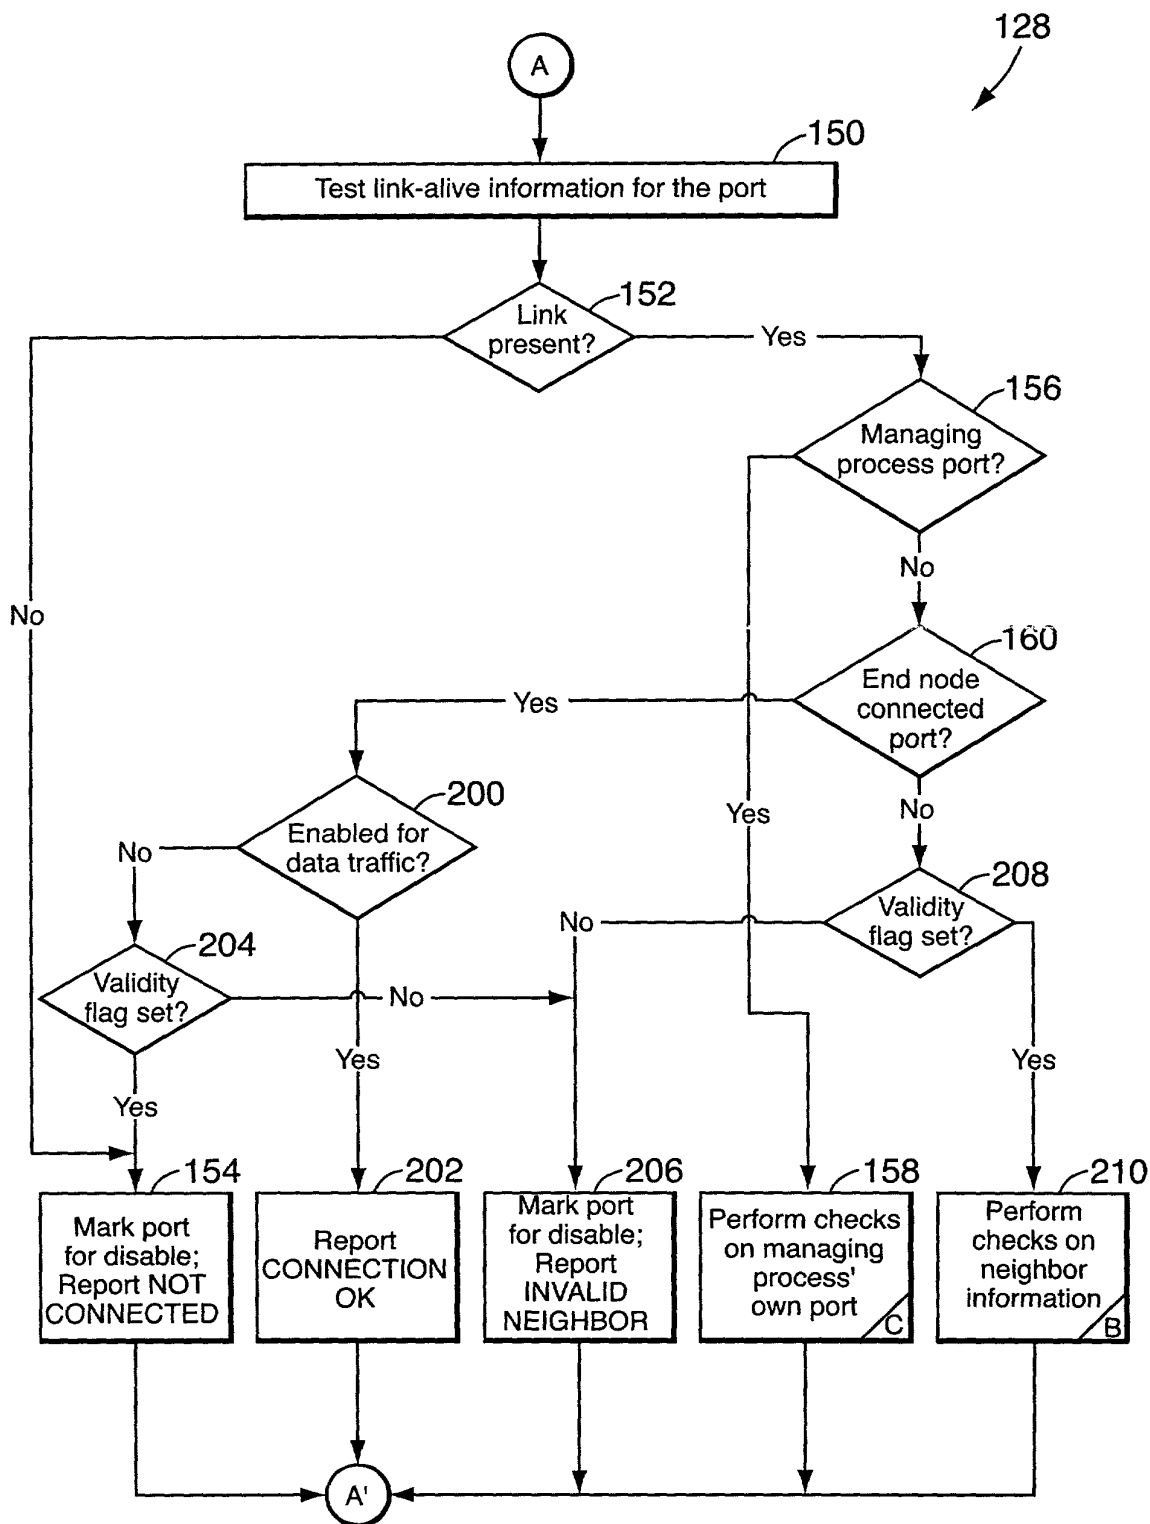 128
A
150
Test link-alive information for the port
152
Link
present?
Yes
156
Managing
process port?
No
No
160
End node
connected
port?
Yes
200
Enabled for
data traffic?
Yes
No
No
208
Validity
flag set?
No
204
Validity
flag set?
No
Yes
Yes
Yes
154
Mark port
for disable;
Report NOT
CONNECTED
202
Report
CONNECTION
OK
206
Mark port
for disable;
Report
INVALID
NEIGHBOR
158
Perform checks
on managing
process'
own port
C
210
Perform
checks on
neighbor
information
B
A'